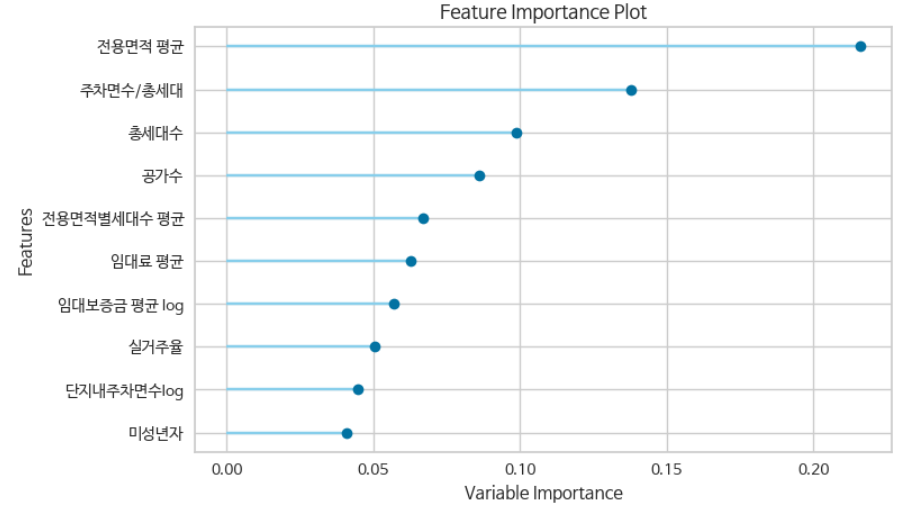 Feature Importance Plot
전용면적 평균
주차면수/총세대
총세대수
공가수
전용면적별세대수 평균
임대료 평균
임대보증금 평균 log
실거주율
단지내주차면수log
미성년자
Features
0.00 0.05 0.10 0.15 0.20
Variable Importance